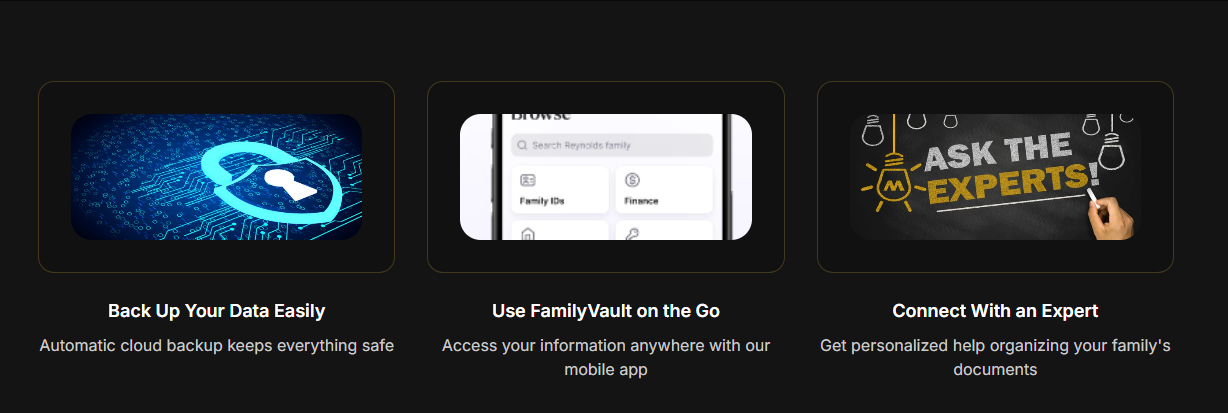 Browse
Search Reynolds family
Family IDs
Finance
ASK THE
EXPERTS!
Back Up Your Data Easily
Automatic cloud backup keeps everything safe
Use FamilyVault on the Go
Access your information anywhere with our
mobile app
Connect With an Expert
Get personalized help organizing your family's
documents